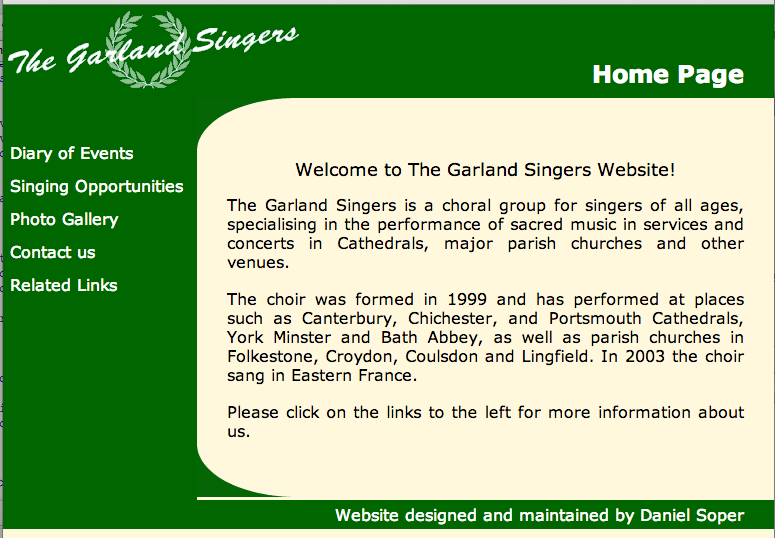 The Garland Singers
Home Page
Diary of Events
Singing Opportunities
Photo Gallery
Contact us
Related Links
Welcome to The Garland Singers Website!
The Garland Singers is a choral group for singers of all ages,
specialising in the performance of sacred music in services and
concerts in Cathedrals, major parish churches and other
venues.
The choir was formed in 1999 and has performed at places
such as Canterbury, Chichester, and Portsmouth Cathedrals,
York Minster and Bath Abbey, as well as parish churches in
Folkestone, Croydon, Coulsdon and Lingfield. In 2003 the choir
sang in Eastern France.
Please click on the links to the left for more information about
us.
Website designed and maintained by Daniel Soper